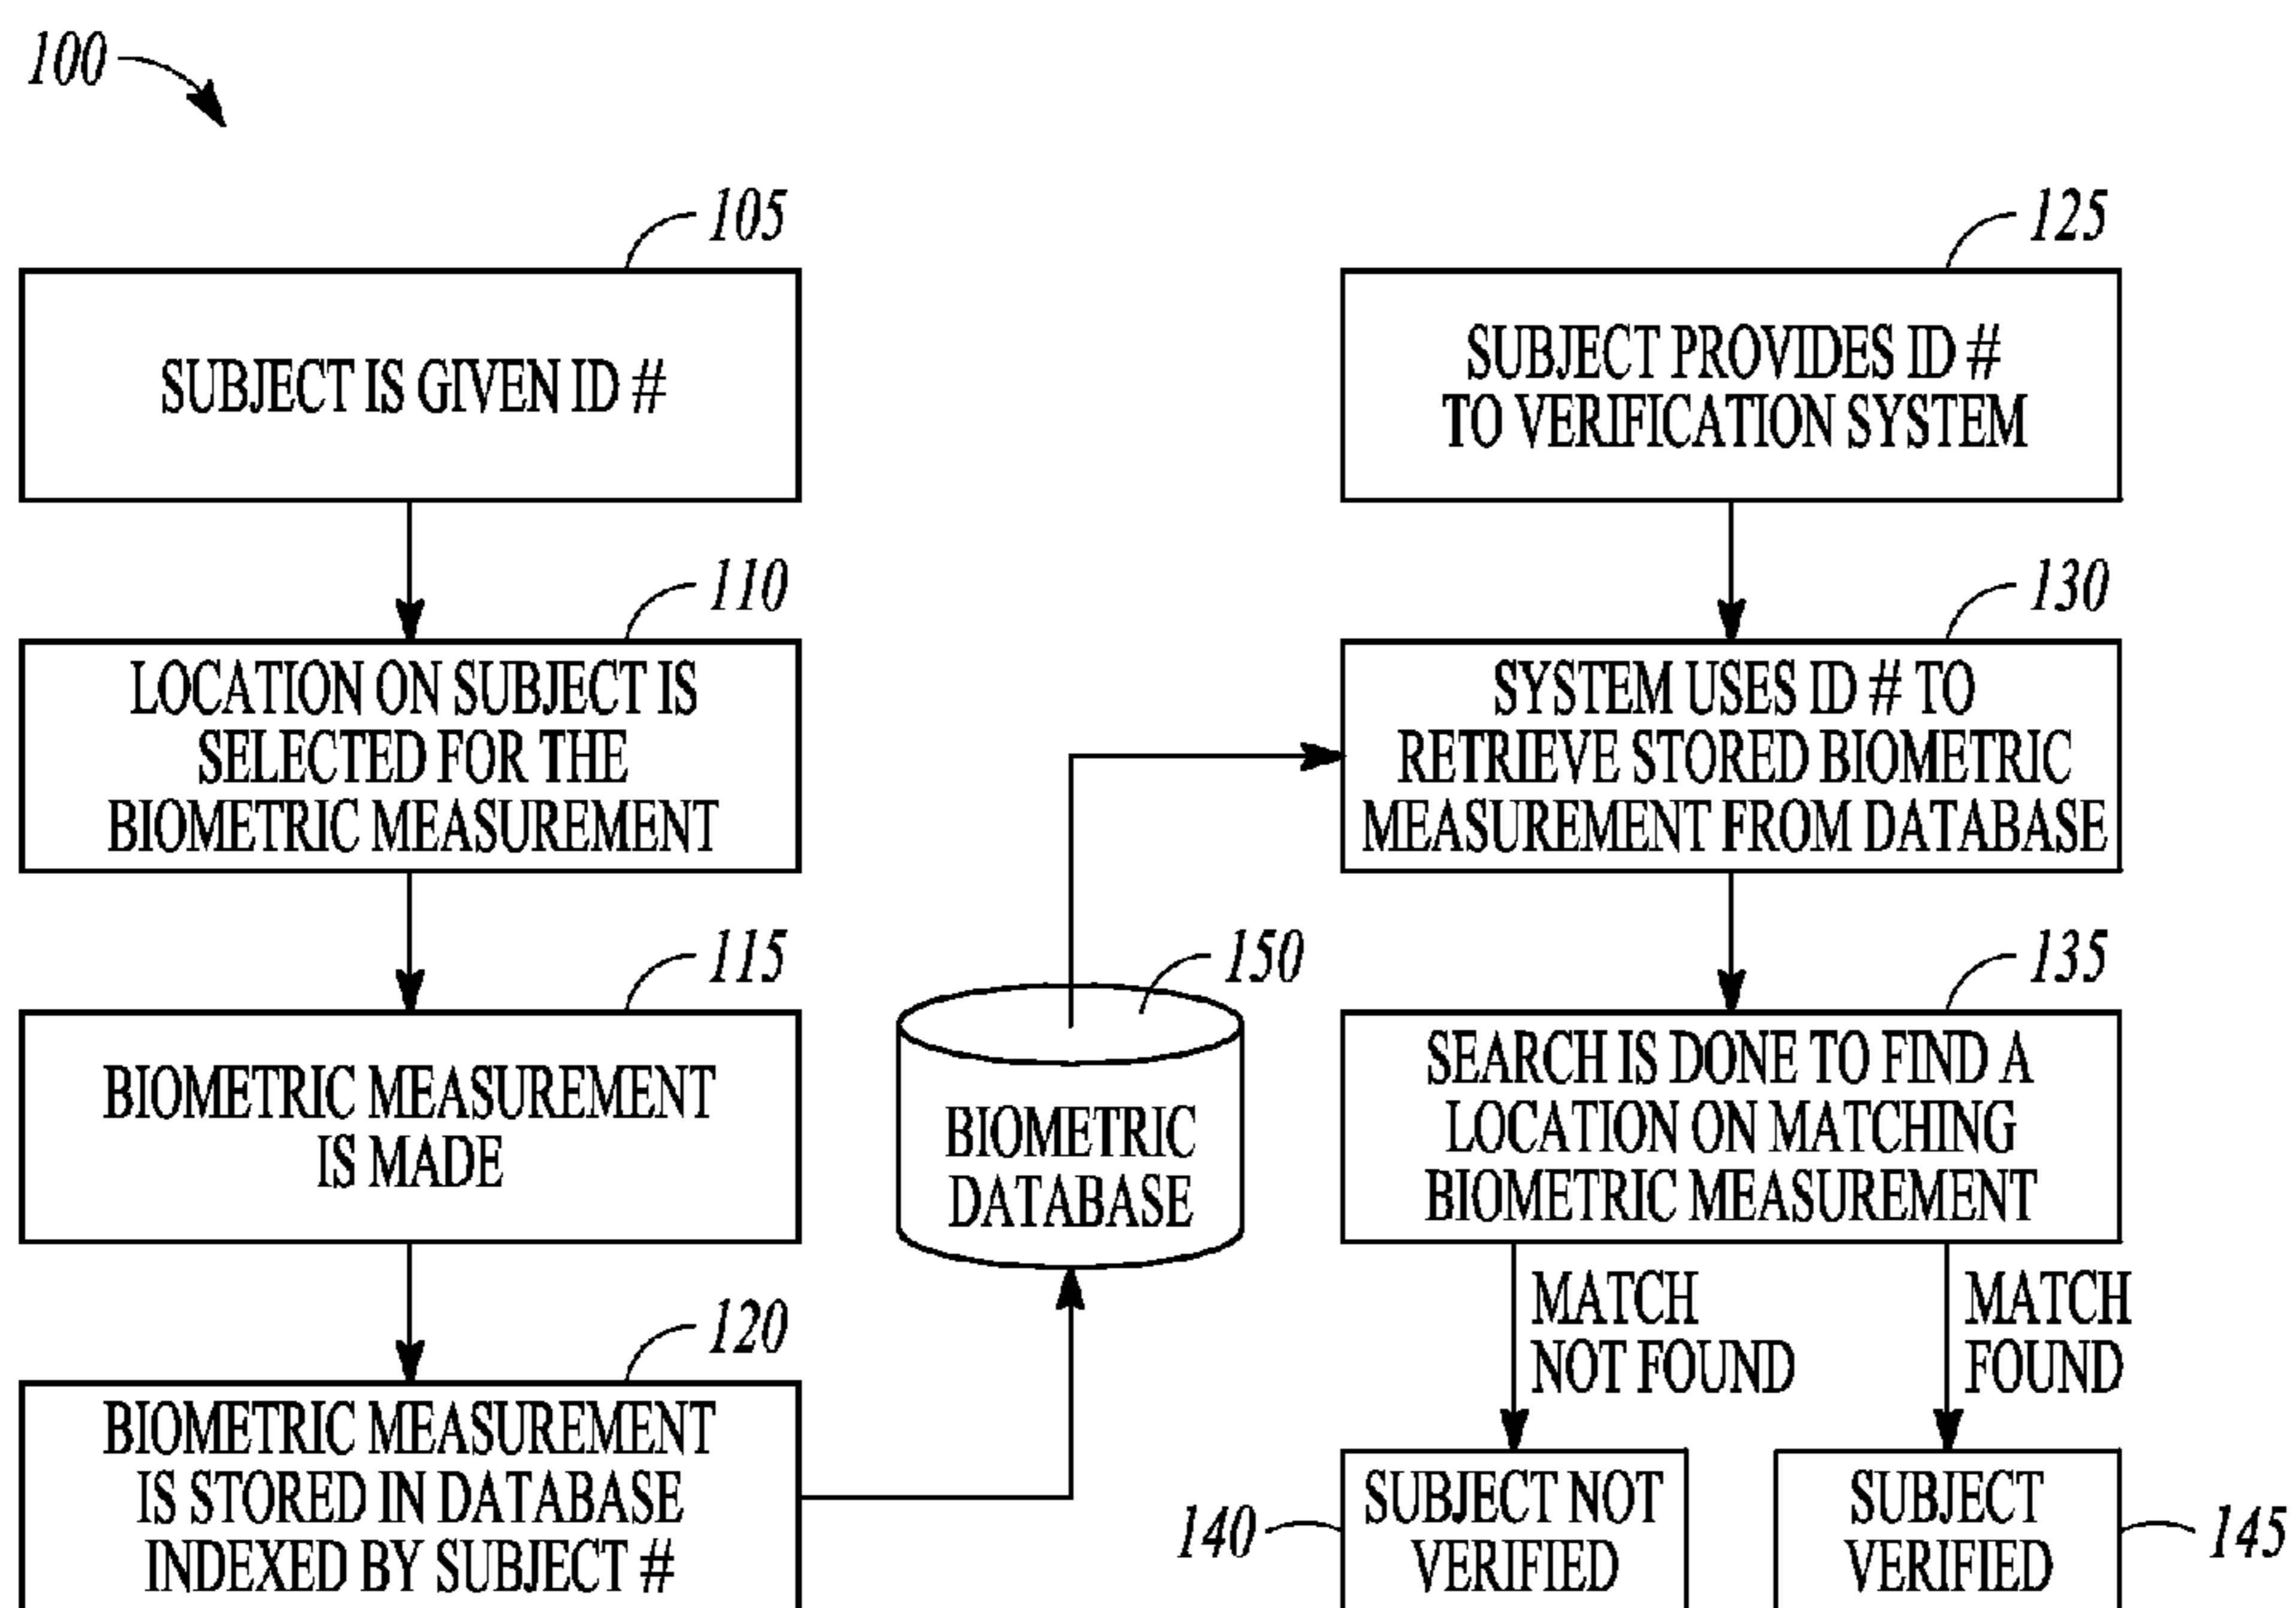 100
105
SUBJECT IS GIVEN ID #
110
LOCATION ON SUBJECT IS
SELECTED FOR THE
BIOMETRIC MEASUREMENT
115
BIOMETRIC MEASUREMENT
IS MADE
120
BIOMETRIC MEASUREMENT
IS STORED IN DATABASE
INDEXED BY SUBJECT #
150
BIOMETRIC
DATABASE
125
SUBJECT PROVIDES ID #
TO VERIFICATION SYSTEM
130
SYSTEM USES ID # TO
RETRIEVE STORED BIOMETRIC
MEASUREMENT FROM DATABASE
135
SEARCH IS DONE TO FIND A
LOCATION ON MATCHING
BIOMETRIC MEASUREMENT
MATCH
NOT FOUND
MATCH
FOUND
140
SUBJECT NOT
VERIFIED
SUBJECT
VERIFIED
145